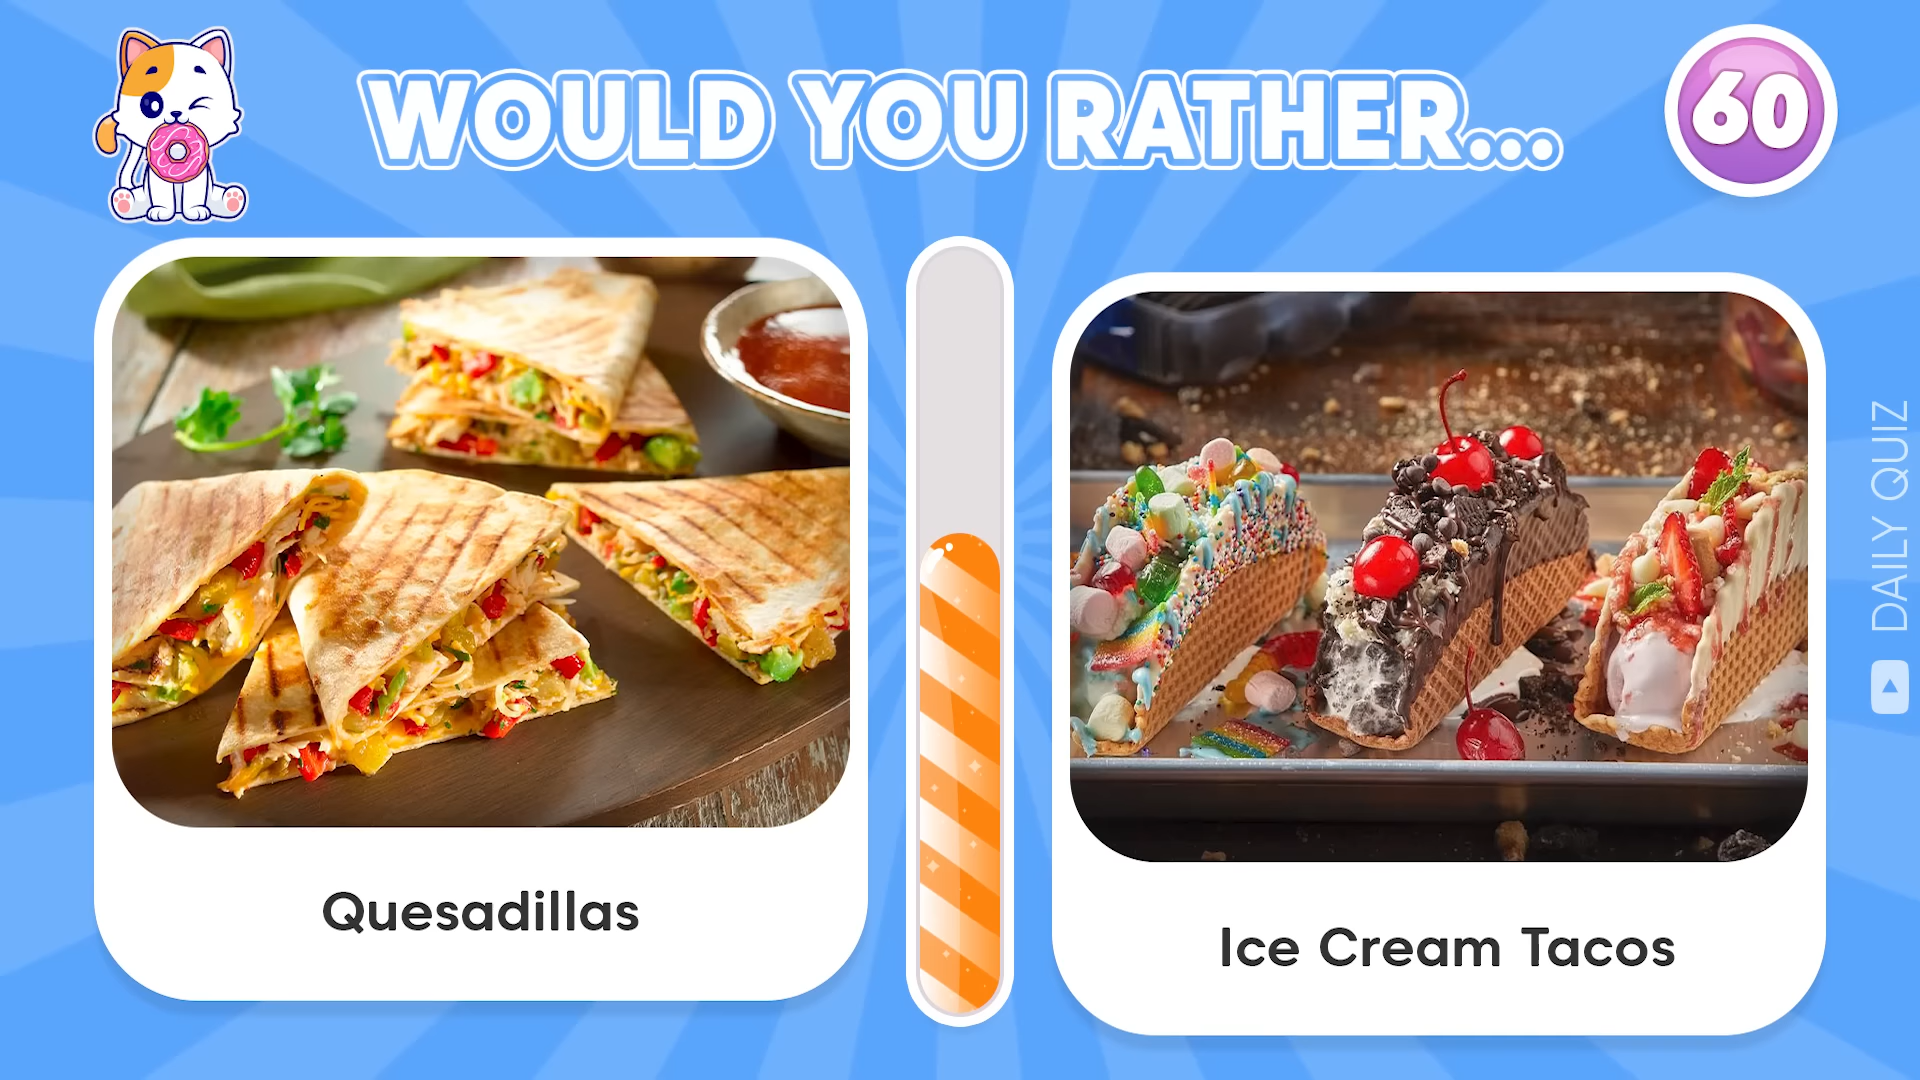 WOULD YOU RATHER...
60
Quesadillas
Ice Cream Tacos
DAILY QUIZ